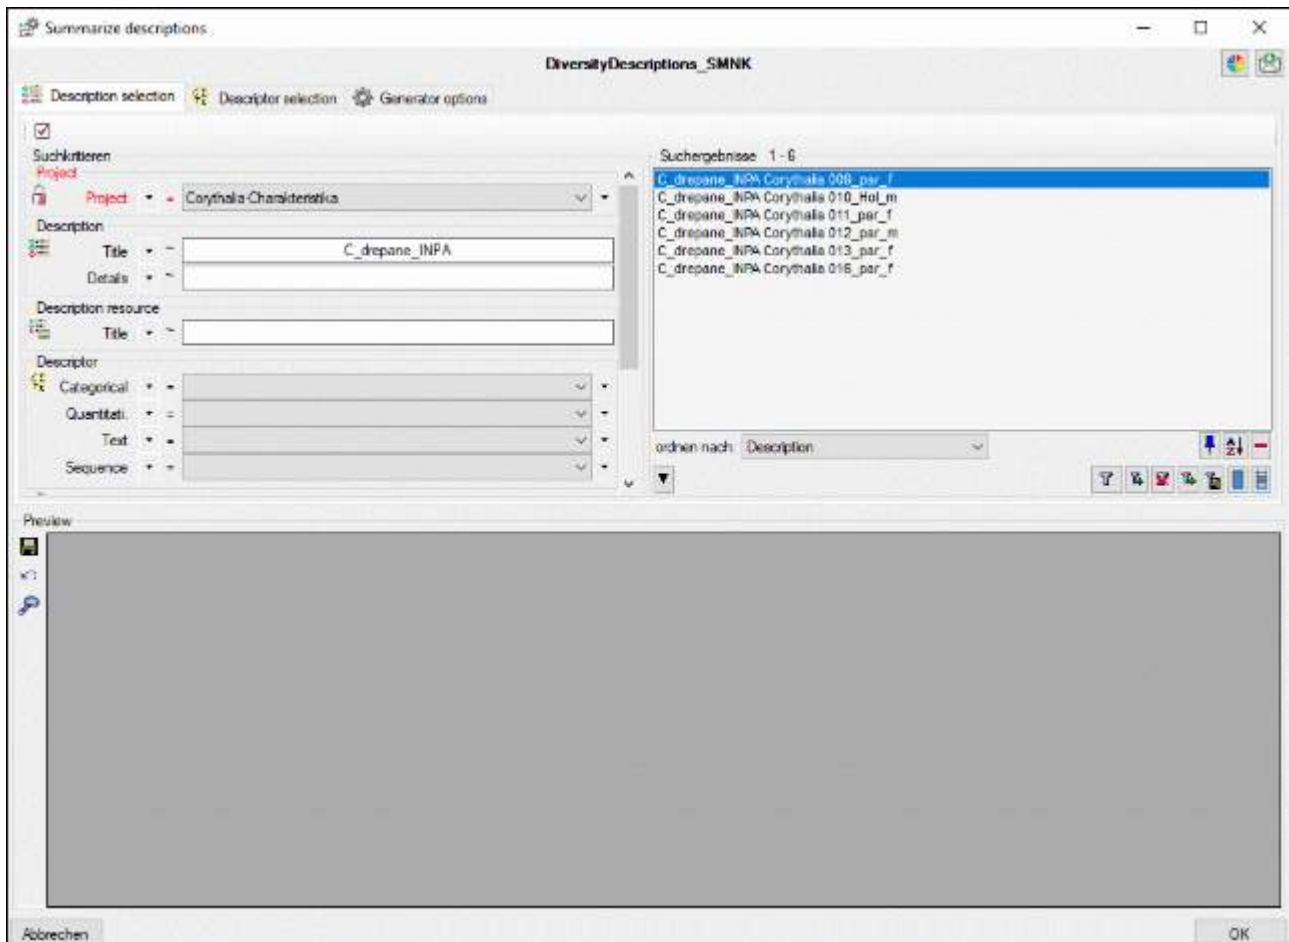 Summarize descriptions
DiversityDescriptions_SMNK
Description selection Descriptor selection Generator options
Suchkritieren
Project
Project = Corythalia-Charakteristika
Description
Title ~ C_drepane_INPA
Details ~
Description resource
Title ~
Descriptor
Categorical =
Quantitati. =
Text =
Sequence =
Suchergebnisse 1 - 6
C_drepane_INPA Corythalia 008_par_f
C_drepane_INPA Corythalia 010_Hol_m
C_drepane_INPA Corythalia 011_par_f
C_drepane_INPA Corythalia 012_par_m
C_drepane_INPA Corythalia 013_par_f
C_drepane_INPA Corythalia 016_par_f
ordnen nach: Description
Preview
Abbrechen OK